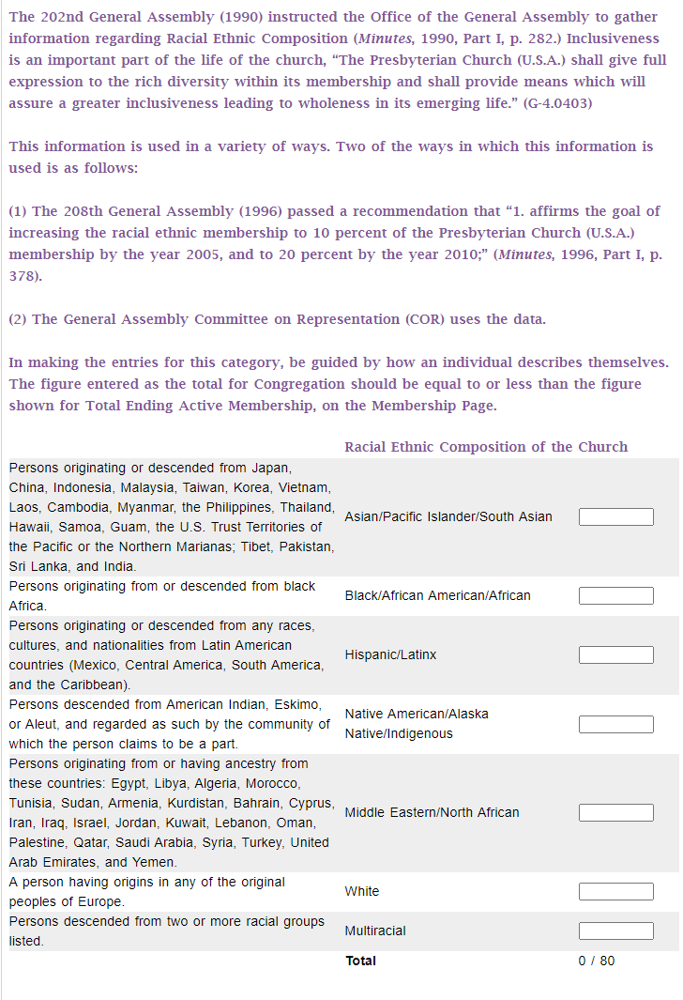 The 202nd General Assembly (1990) instructed the Office of the General Assembly to gather
information regarding Racial Ethnic Composition (Minutes, 1990, Part I, p. 282.) Inclusiveness
is an important part of the life of the church, “The Presbyterian Church (U.S.A.) shall give full
expression to the rich diversity within its membership and shall provide means which will
assure a greater inclusiveness leading to wholeness in its emerging life.” (G-4.0403)
This information is used in a variety of ways. Two of the ways in which this information is
used is as follows:
(1) The 208th General Assembly (1996) passed a recommendation that “1. affirms the goal of
increasing the racial ethnic membership to 10 percent of the Presbyterian Church (U.S.A.)
membership by the year 2005, and to 20 percent by the year 2010;” (Minutes, 1996, Part I, p.
378).
(2) The General Assembly Committee on Representation (COR) uses the data.
In making the entries for this category, be guided by how an individual describes themselves.
The figure entered as the total for Congregation should be equal to or less than the figure
shown for Total Ending Active Membership, on the Membership Page.
Racial Ethnic Composition of the Church
Persons originating or descended from Japan,
China, Indonesia, Malaysia, Taiwan, Korea, Vietnam,
Laos, Cambodia, Myanmar, the Philippines, Thailand,
Hawaii, Samoa, Guam, the U.S. Trust Territories of
the Pacific or the Northern Marianas; Tibet, Pakistan,
Sri Lanka, and India.
Asian/Pacific Islander/South Asian
Persons originating from or descended from black
Africa.
Black/African American/African
Persons originating or descended from any races,
cultures, and nationalities from Latin American
countries (Mexico, Central America, South America,
and the Caribbean).
Hispanic/Latinx
Persons descended from American Indian, Eskimo,
or Aleut, and regarded as such by the community of
which the person claims to be a part.
Native American/Alaska
Native/Indigenous
Persons originating from or having ancestry from
these countries: Egypt, Libya, Algeria, Morocco,
Tunisia, Sudan, Armenia, Kurdistan, Bahrain, Cyprus,
Iran, Iraq, Israel, Jordan, Kuwait, Lebanon, Oman,
Palestine, Qatar, Saudi Arabia, Syria, Turkey, United
Arab Emirates, and Yemen.
Middle Eastern/North African
A person having origins in any of the original
peoples of Europe.
White
Persons descended from two or more racial groups
listed.
Multiracial
Total 0 / 80